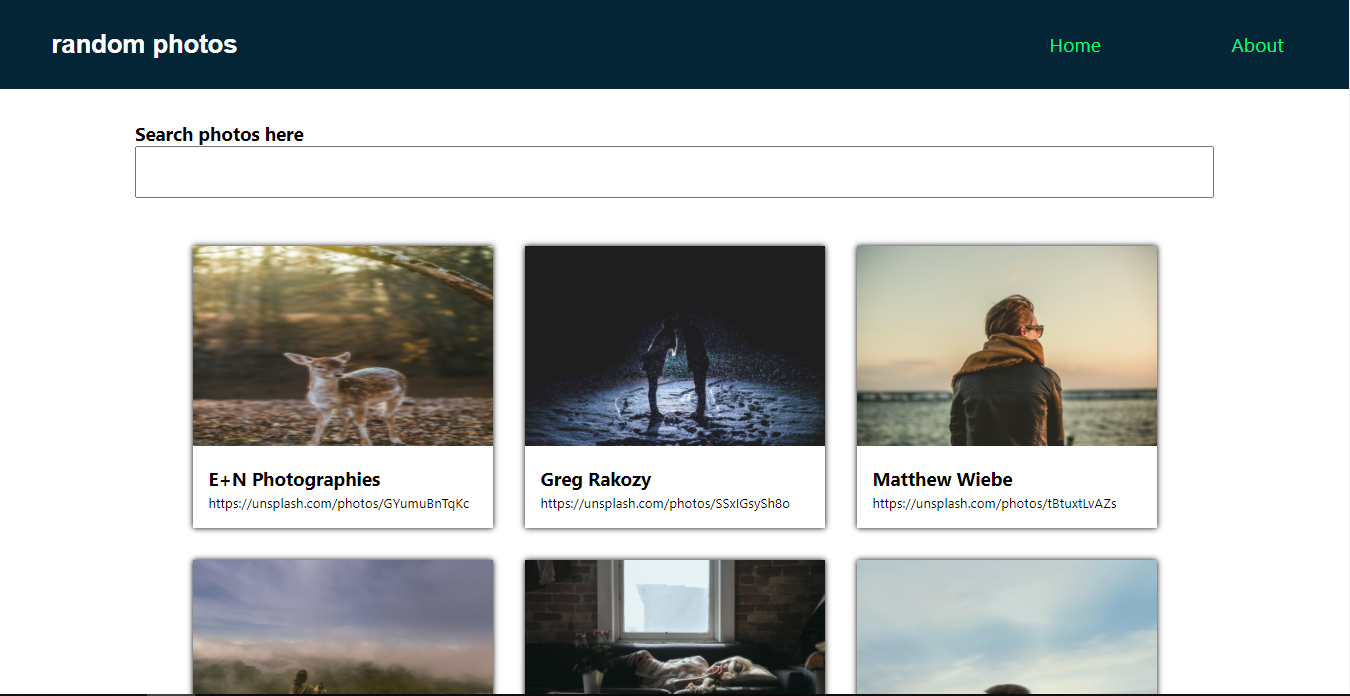 random photos
Home
About
Search photos here
E+N Photographies
https://unsplash.com/photos/GYumuBnTqKc
Greg Rakozy
https://unsplash.com/photos/SSxIGsySh8o
Matthew Wiebe
https://unsplash.com/photos/tBtuxtLvAZs